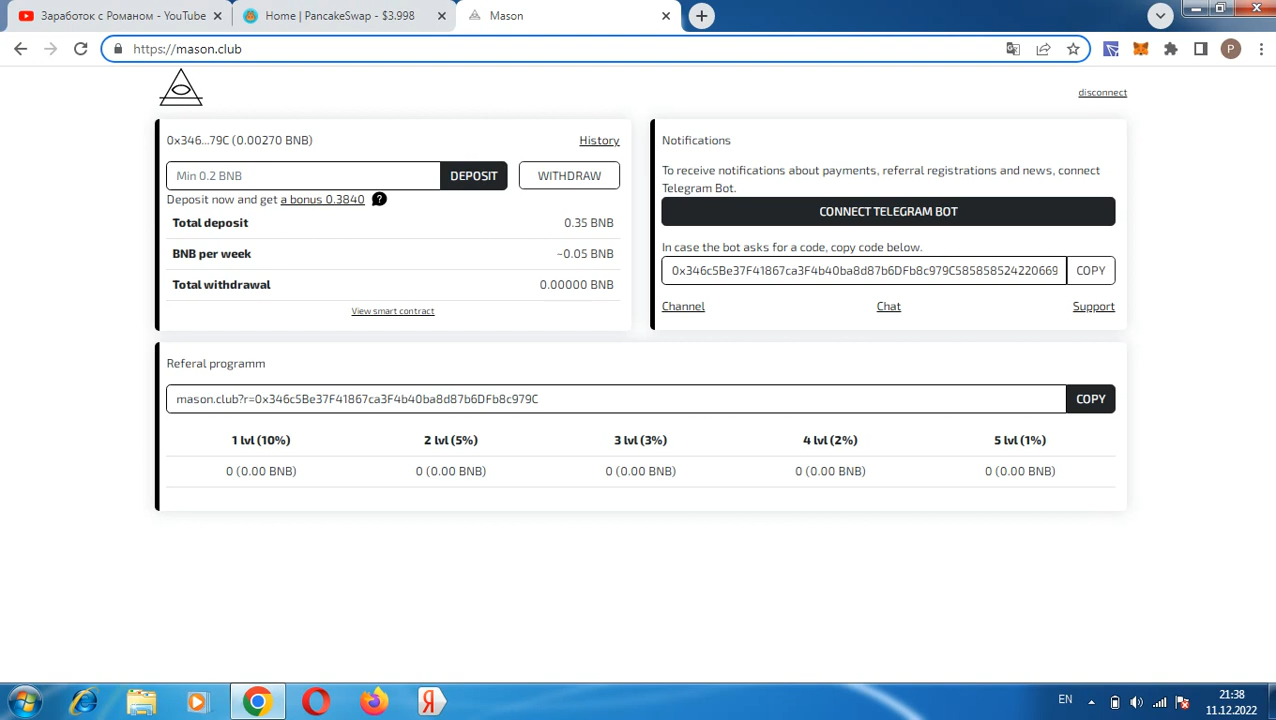 Заработок с Романом - YouTube
Home | PancakeSwap - $3.998
Mason
https://mason.club
P
disconnect
0x346...79C (0.00270 BNB)
History
Min 0.2 BNB
DEPOSIT
WITHDRAW
Deposit now and get a bonus 0.3840 ?
Total deposit 0.35 BNB
BNB per week ~0.05 BNB
Total withdrawal 0.00000 BNB
View smart contract
Notifications
To receive notifications about payments, referral registrations and news, connect
Telegram Bot.
CONNECT TELEGRAM BOT
In case the bot asks for a code, copy code below.
0x346c5Be37F41867ca3F4b40ba8d87b6DFb8c979C585858524220669
COPY
Channel Chat Support
Referal programm
mason.club?r=0x346c5Be37F41867ca3F4b40ba8d87b6DFb8c979C
COPY
1 lvl (10%) 2 lvl (5%) 3 lvl (3%) 4 lvl (2%) 5 lvl (1%)
0 (0.00 BNB) 0 (0.00 BNB) 0 (0.00 BNB) 0 (0.00 BNB) 0 (0.00 BNB)
Я
EN
21:38
11.12.2022